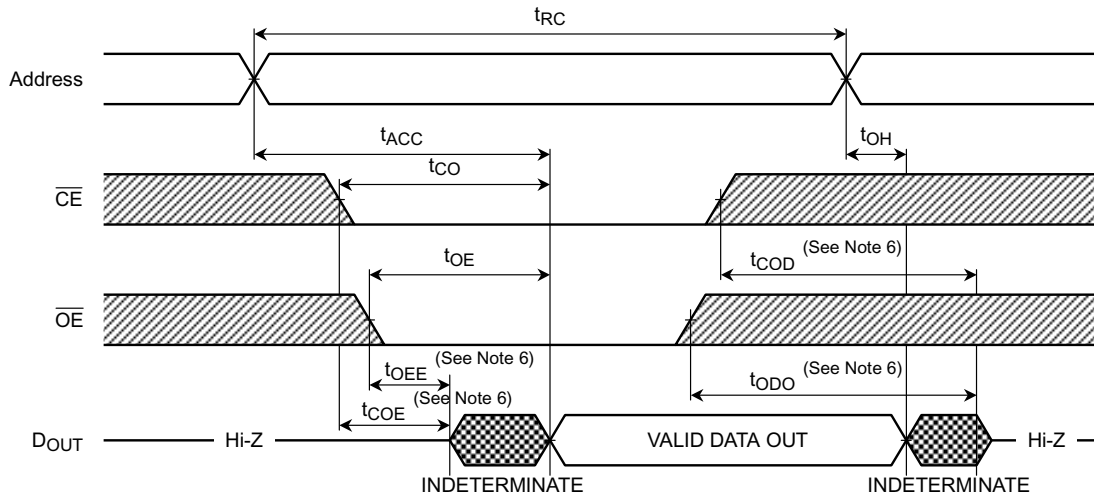 tRC
Address
tACC
tOH
tCO
CE
(See Note 6)
tCOD
tOE
OE
(See Note 6)
tOEE
(See Note 6)
tODO
(See Note 6)
tCOE
DOUT
Hi-Z
VALID DATA OUT
Hi-Z
INDETERMINATE
INDETERMINATE